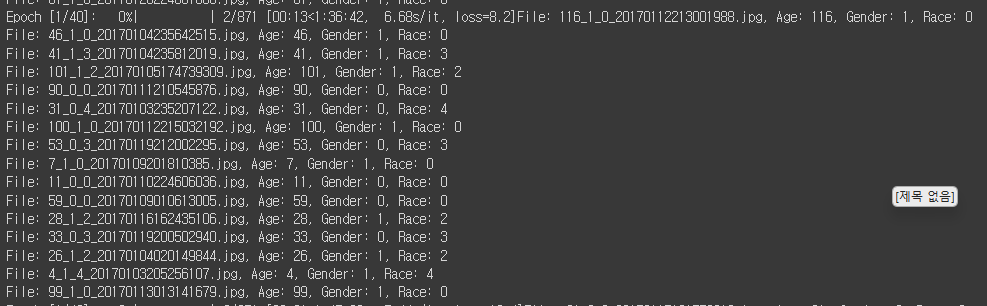 Epoch [1/40]:   0%|          | 2/871 [00:13<1:36:42,  6.68s/it, loss=8.2]File: 116_1_0_20170112213001988.jpg, Age: 116, Gender: 1, Race: 0
File: 46_1_0_20170104235642515.jpg, Age: 46, Gender: 1, Race: 0
File: 41_1_3_20170104235812019.jpg, Age: 41, Gender: 1, Race: 3
File: 101_1_2_20170105174739309.jpg, Age: 101, Gender: 1, Race: 2
File: 90_0_0_20170111210545876.jpg, Age: 90, Gender: 0, Race: 0
File: 31_0_4_20170103235207122.jpg, Age: 31, Gender: 0, Race: 4
File: 100_1_0_20170112215032192.jpg, Age: 100, Gender: 1, Race: 0
File: 53_0_3_20170119212002295.jpg, Age: 53, Gender: 0, Race: 3
File: 7_1_0_20170109201810385.jpg, Age: 7, Gender: 1, Race: 0
File: 11_0_0_20170110224606036.jpg, Age: 11, Gender: 0, Race: 0
File: 59_0_0_20170109010613005.jpg, Age: 59, Gender: 0, Race: 0
[제목 없음]
File: 28_1_2_20170116162435106.jpg, Age: 28, Gender: 1, Race: 2
File: 33_0_3_20170119200502940.jpg, Age: 33, Gender: 0, Race: 3
File: 26_1_2_20170104020149844.jpg, Age: 26, Gender: 1, Race: 2
File: 4_1_4_20170103205256107.jpg, Age: 4, Gender: 1, Race: 4
File: 99_1_0_20170113013141679.jpg, Age: 99, Gender: 1, Race: 0